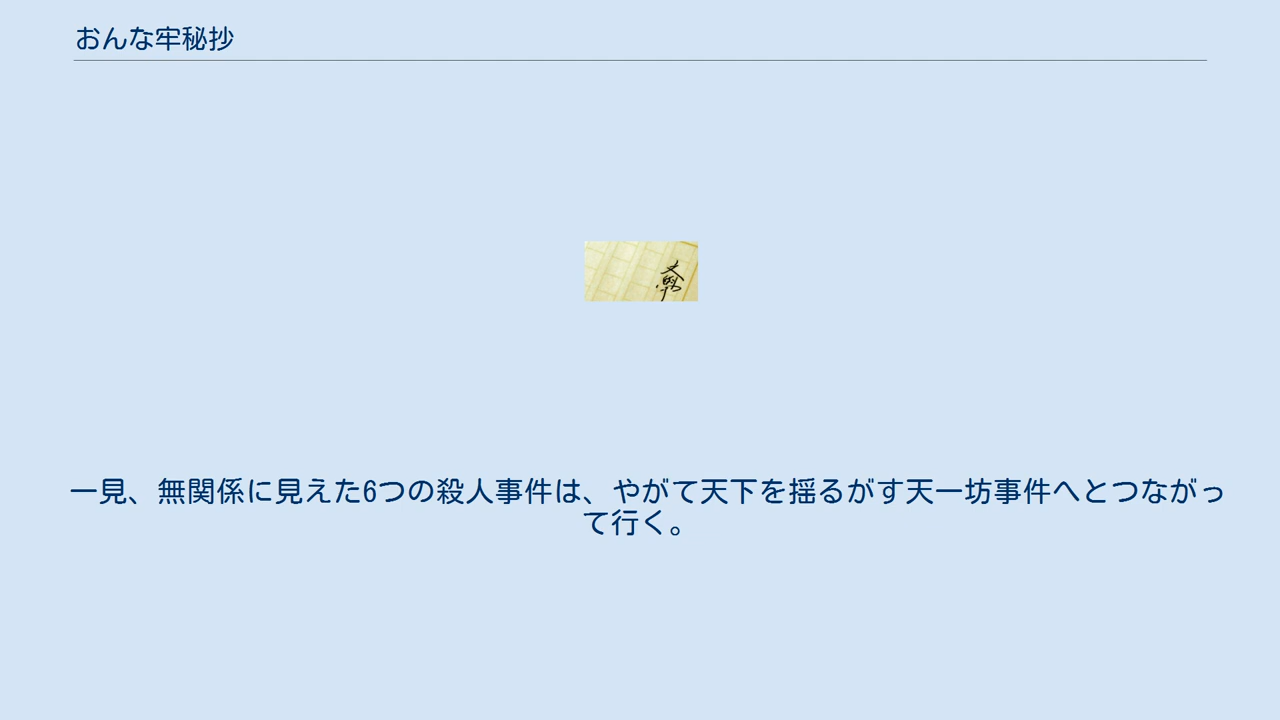 おんな牢秘抄
一見、無関係に見えた6つの殺人事件は、やがて天下を揺るがす天一坊事件へとつながっ
て行く。